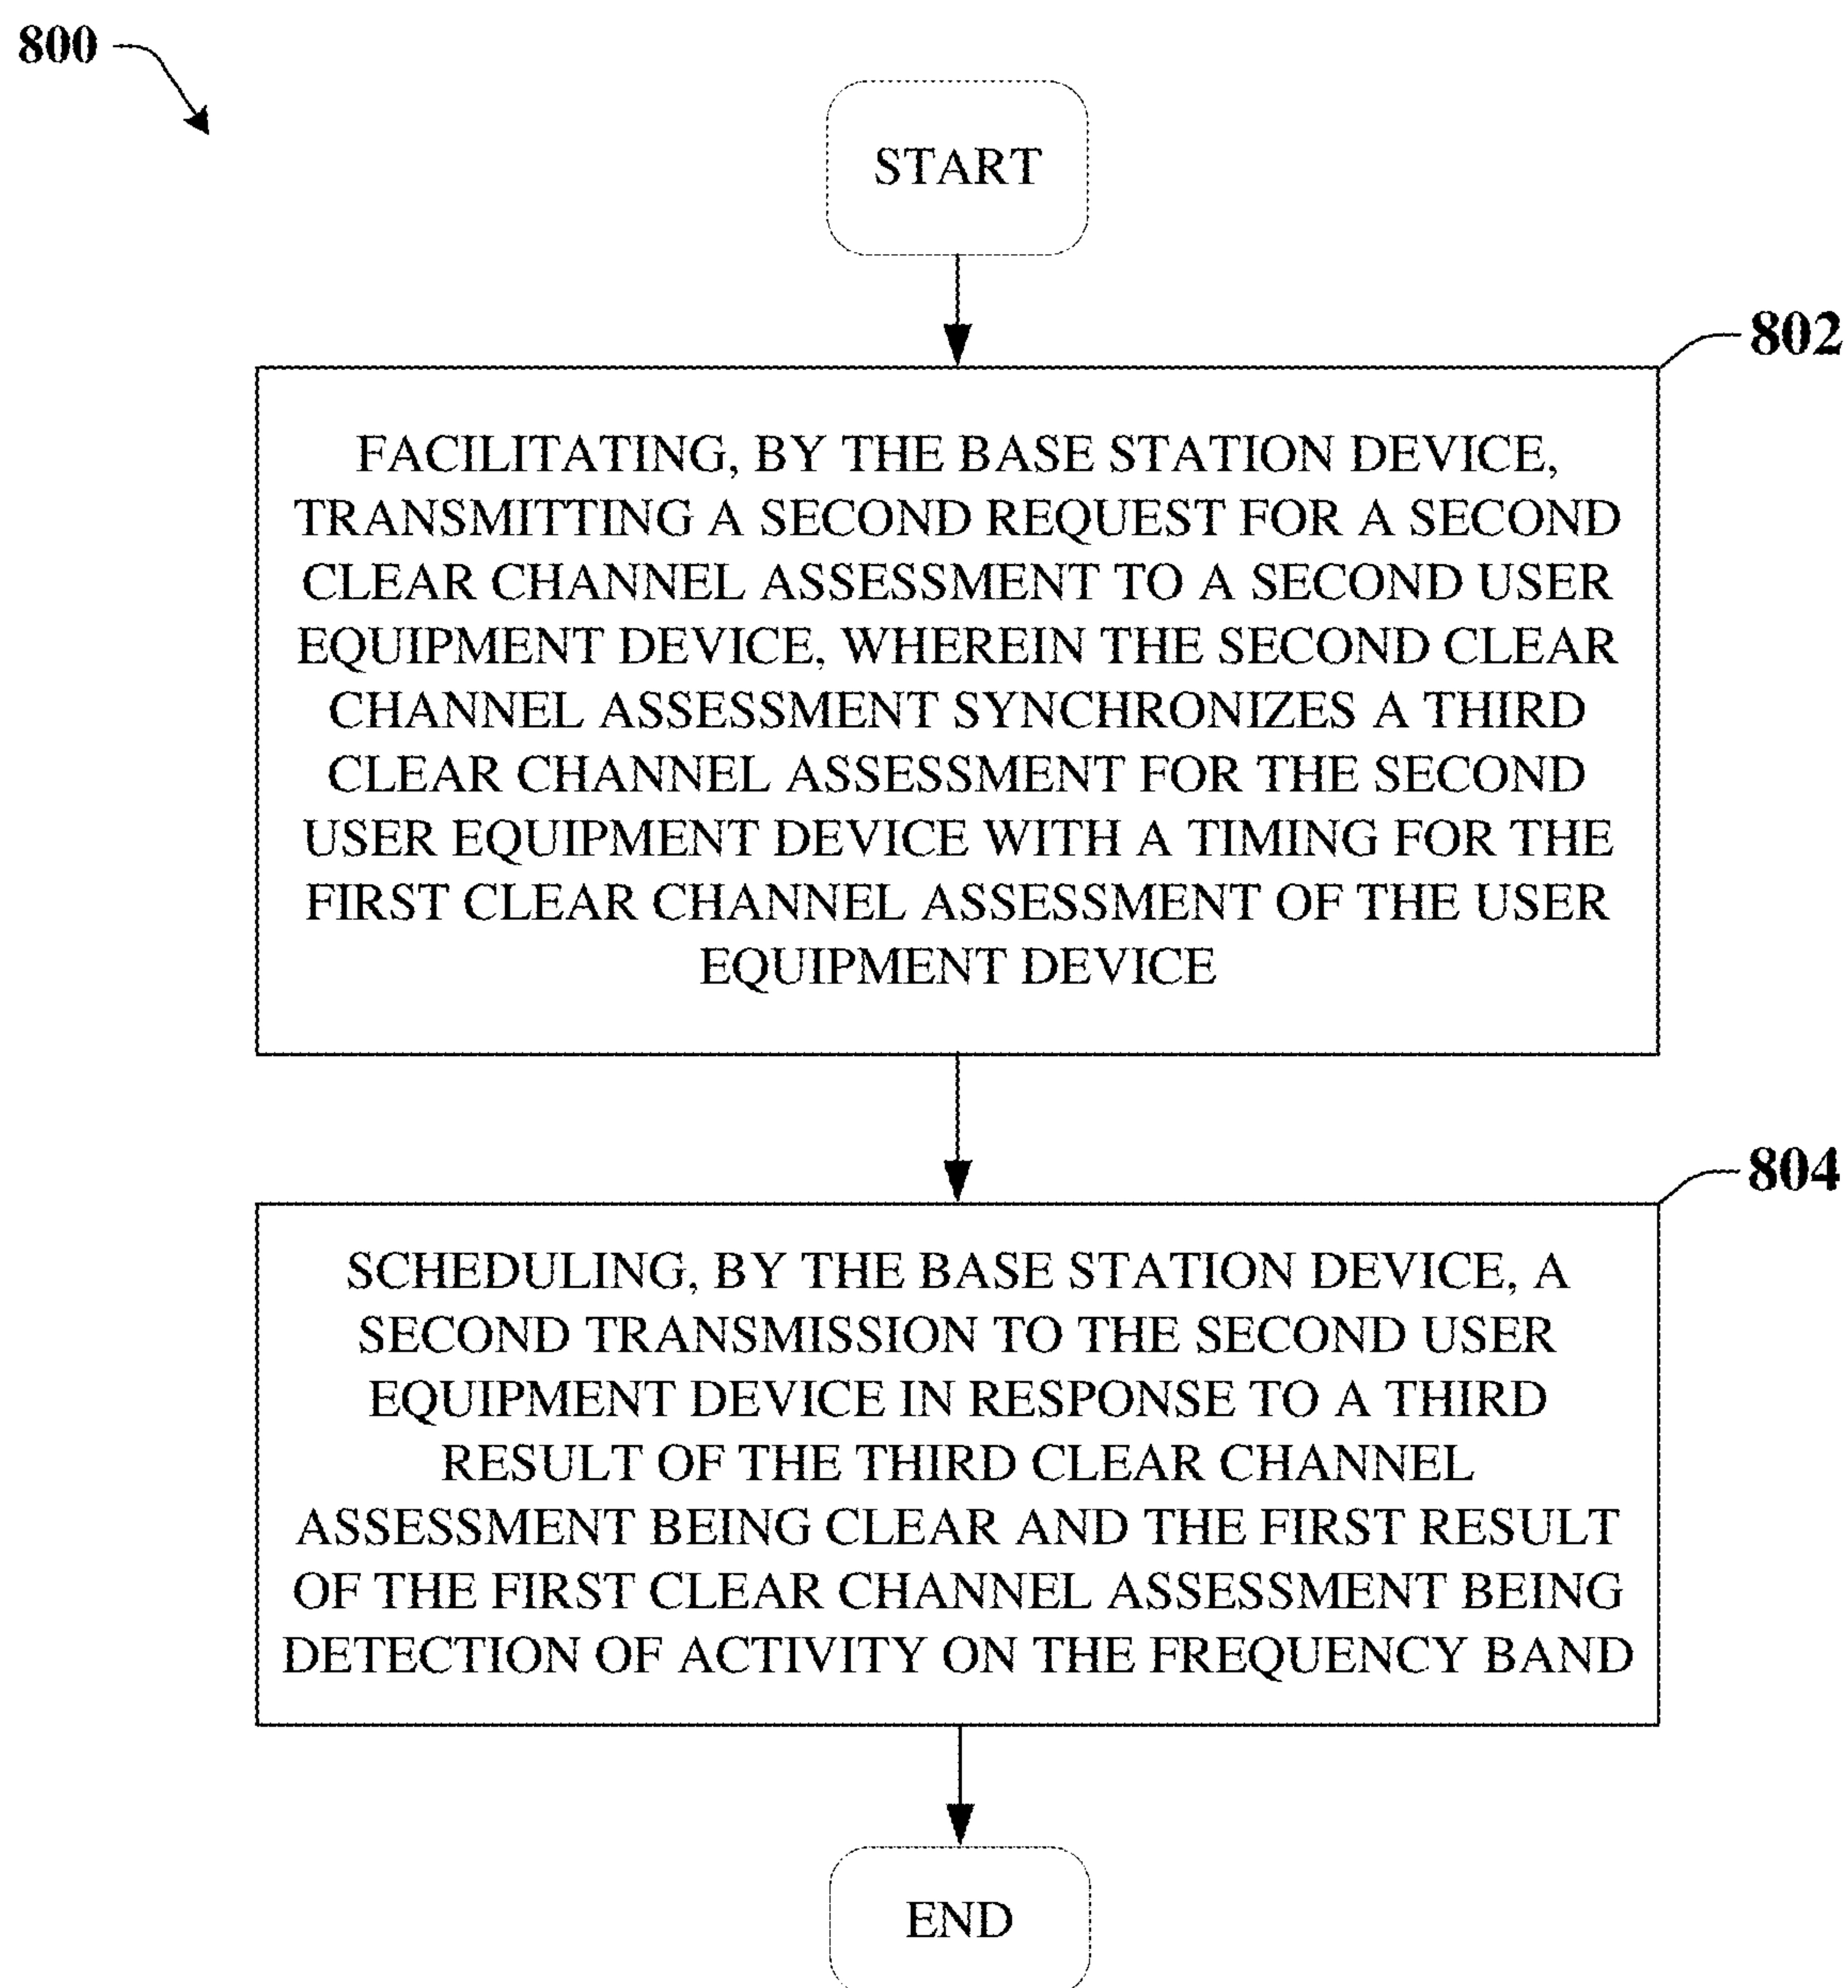 800
START
802
FACILITATING, BY THE BASE STATION DEVICE,
TRANSMITTING A SECOND REQUEST FOR A SECOND
CLEAR CHANNEL ASSESSMENT TO A SECOND USER
EQUIPMENT DEVICE, WHEREIN THE SECOND CLEAR
CHANNEL ASSESSMENT SYNCHRONIZES A THIRD
CLEAR CHANNEL ASSESSMENT FOR THE SECOND
USER EQUIPMENT DEVICE WITH A TIMING FOR THE
FIRST CLEAR CHANNEL ASSESSMENT OF THE USER
EQUIPMENT DEVICE
804
SCHEDULING, BY THE BASE STATION DEVICE, A
SECOND TRANSMISSION TO THE SECOND USER
EQUIPMENT DEVICE IN RESPONSE TO A THIRD
RESULT OF THE THIRD CLEAR CHANNEL
ASSESSMENT BEING CLEAR AND THE FIRST RESULT
OF THE FIRST CLEAR CHANNEL ASSESSMENT BEING
DETECTION OF ACTIVITY ON THE FREQUENCY BAND
END